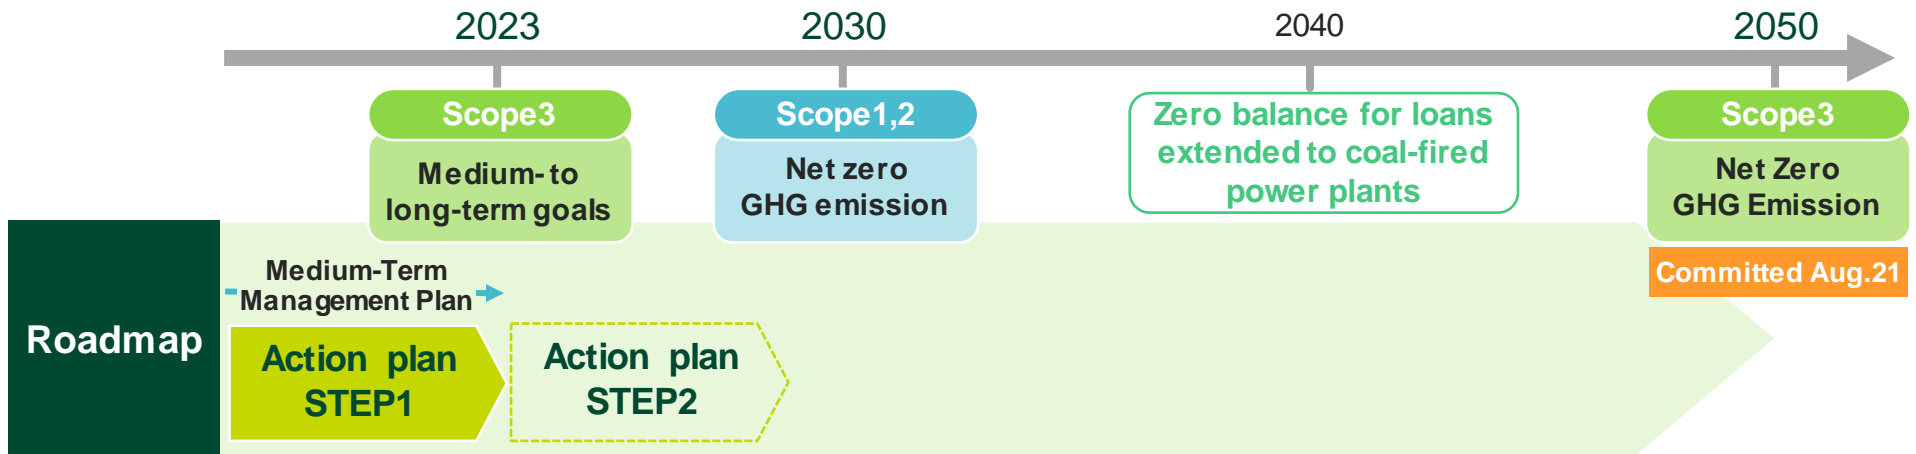 2023
2030
2040
2050
Scope3
Medium- to
long-term goals
Scope1,2
Net zero
GHG emission
Zero balance for loans
extended to coal-fired
power plants
Scope3
Net Zero
GHG Emission
Committed Aug.21
Roadmap
Medium-Term
Management Plan
Action plan
STEP1
Action plan
STEP2